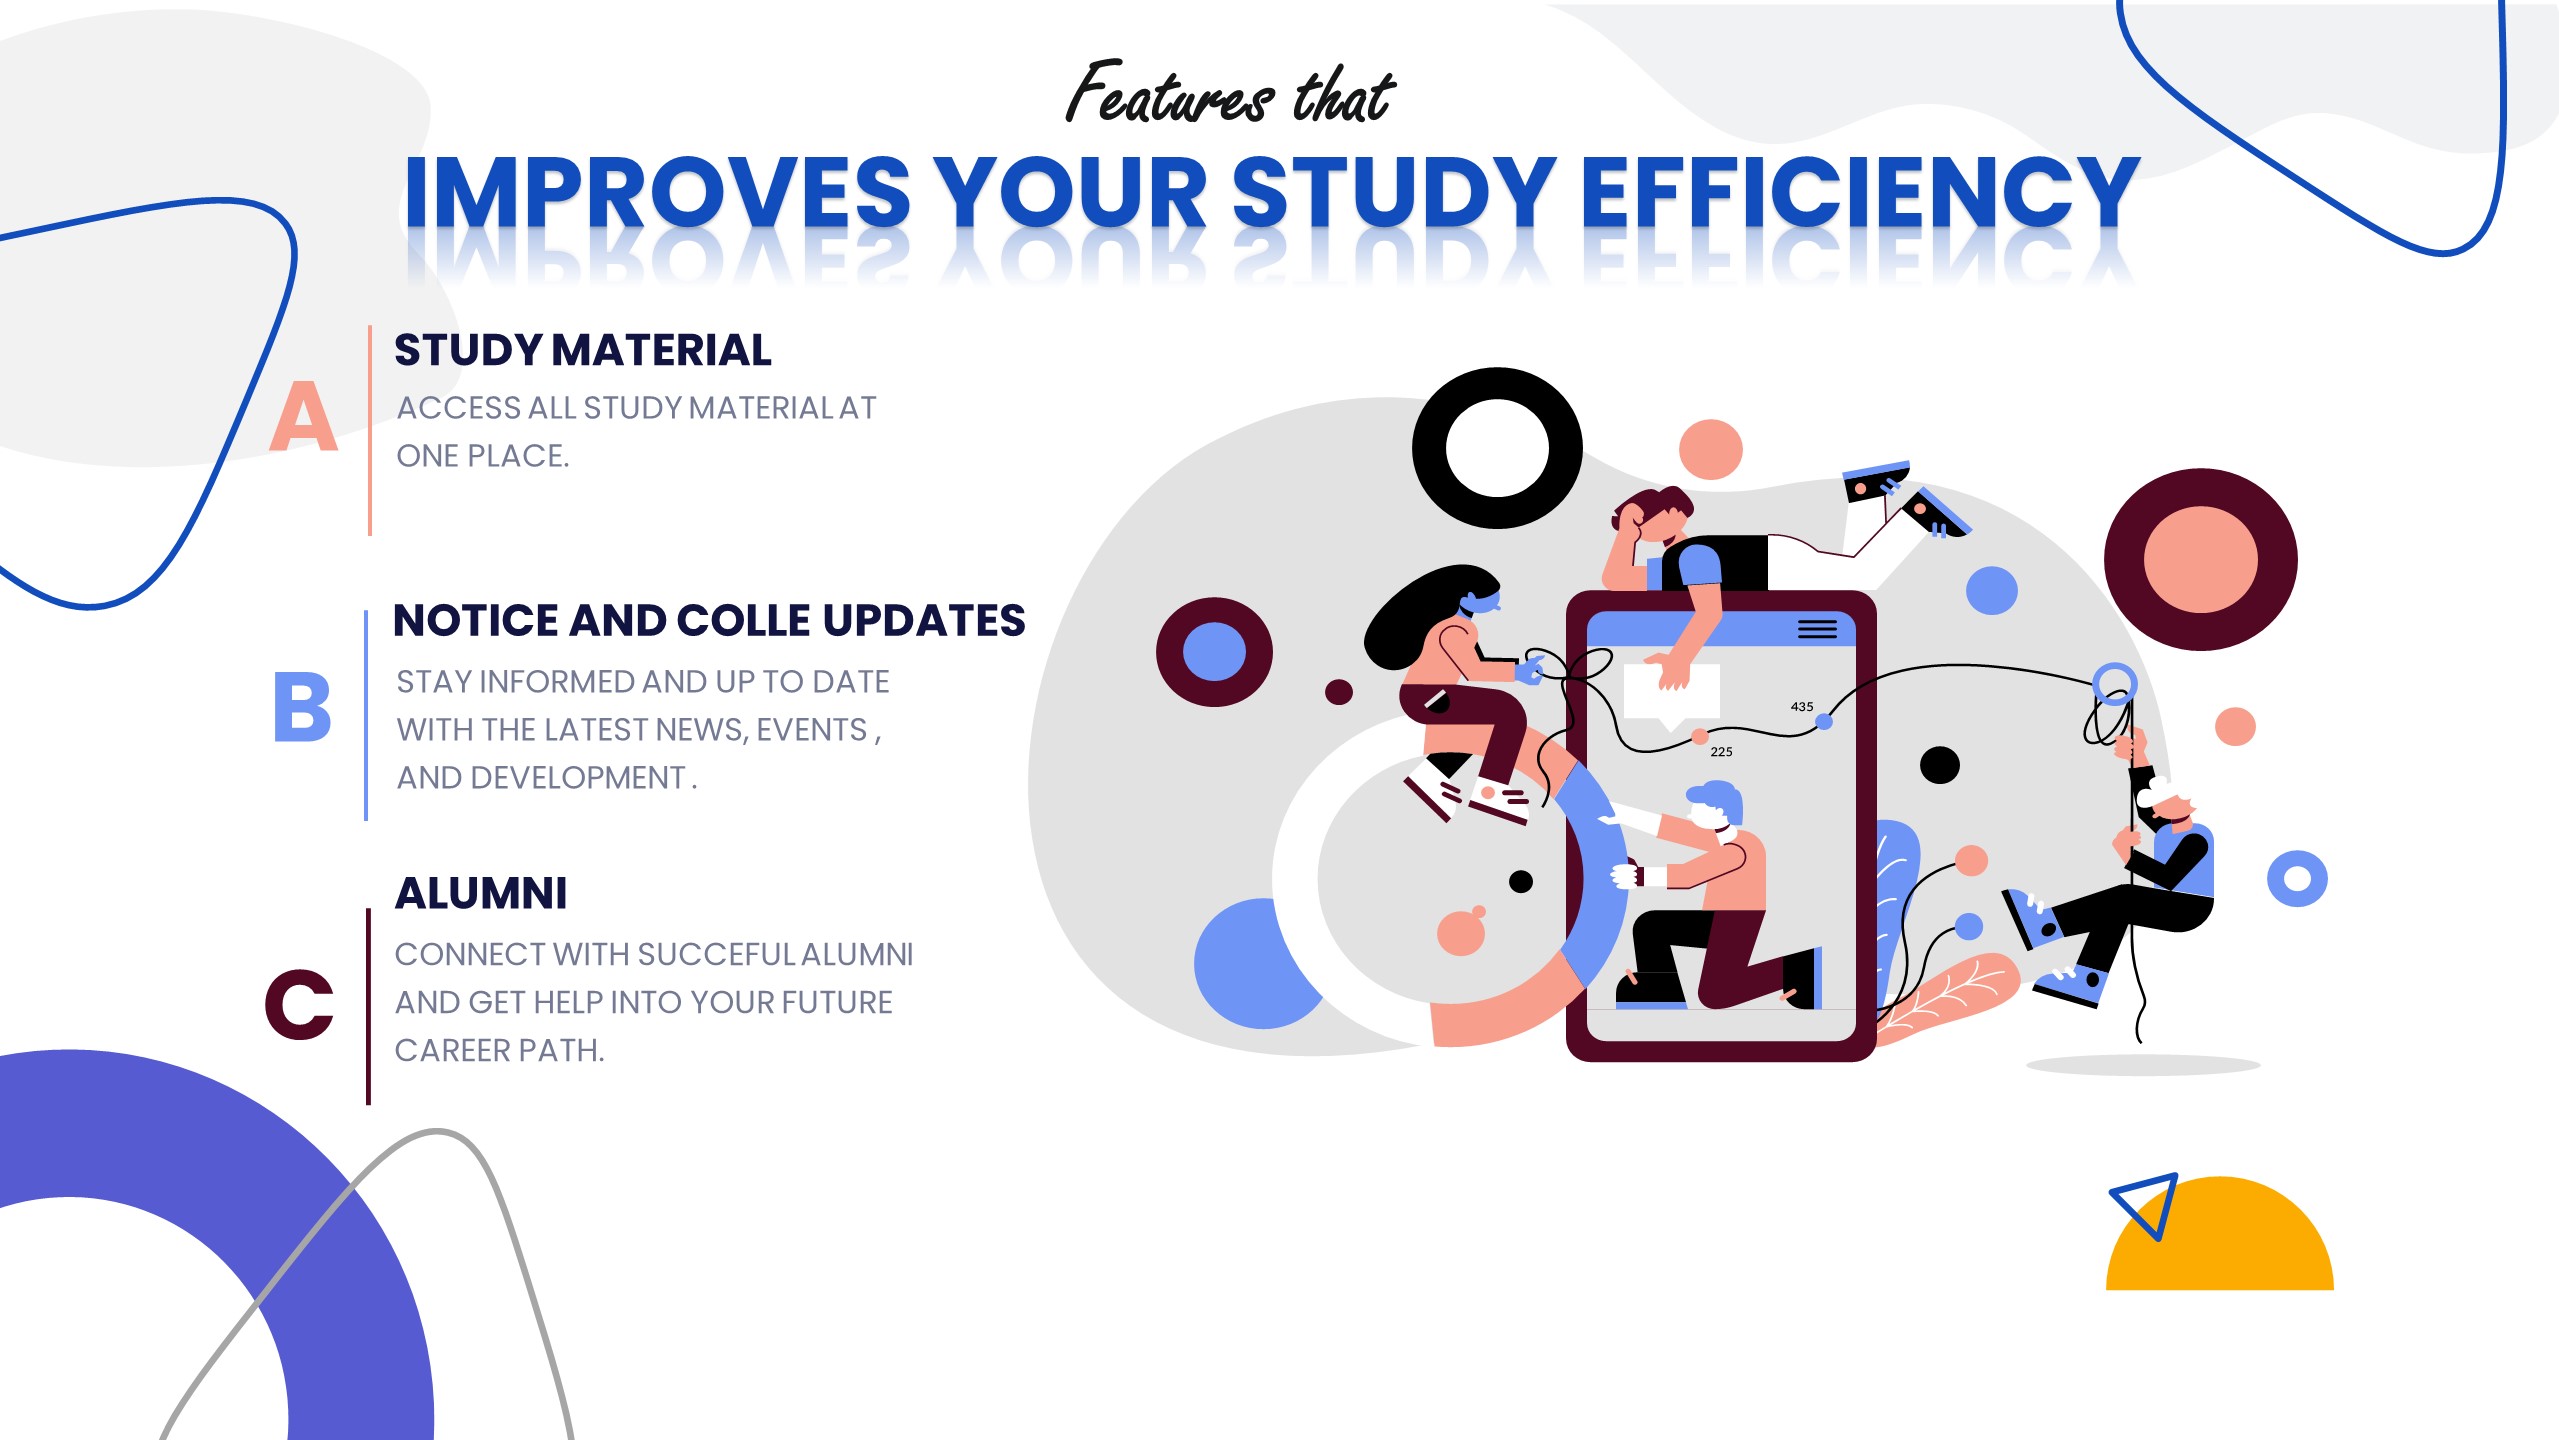 Features that
IMPROVES YOUR STUDY EFFICIENCY
A
STUDY MATERIAL
ACCESS ALL STUDY MATERIAL AT
ONE PLACE.
B
NOTICE AND COLLE UPDATES
STAY INFORMED AND UP TO DATE
WITH THE LATEST NEWS, EVENTS ,
AND DEVELOPMENT .
C
ALUMNI
CONNECT WITH SUCCEFUL ALUMNI
AND GET HELP INTO YOUR FUTURE
CAREER PATH.
435
225